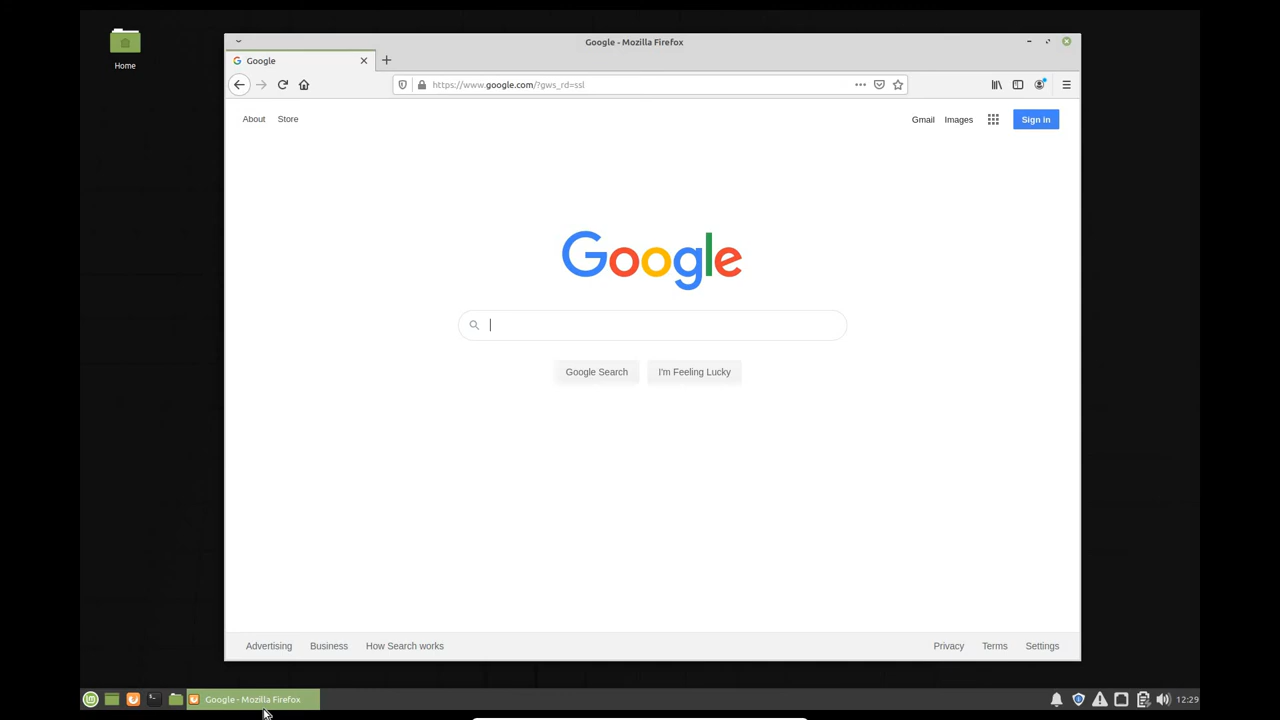 Home
Google - Mozilla Firefox
Google
https://www.google.com/?gws_rd=ssl
About Store
Gmail Images Sign in
Google
Google Search I'm Feeling Lucky
Advertising Business How Search works
Privacy Terms Settings
Google - Mozilla Firefox
12:29